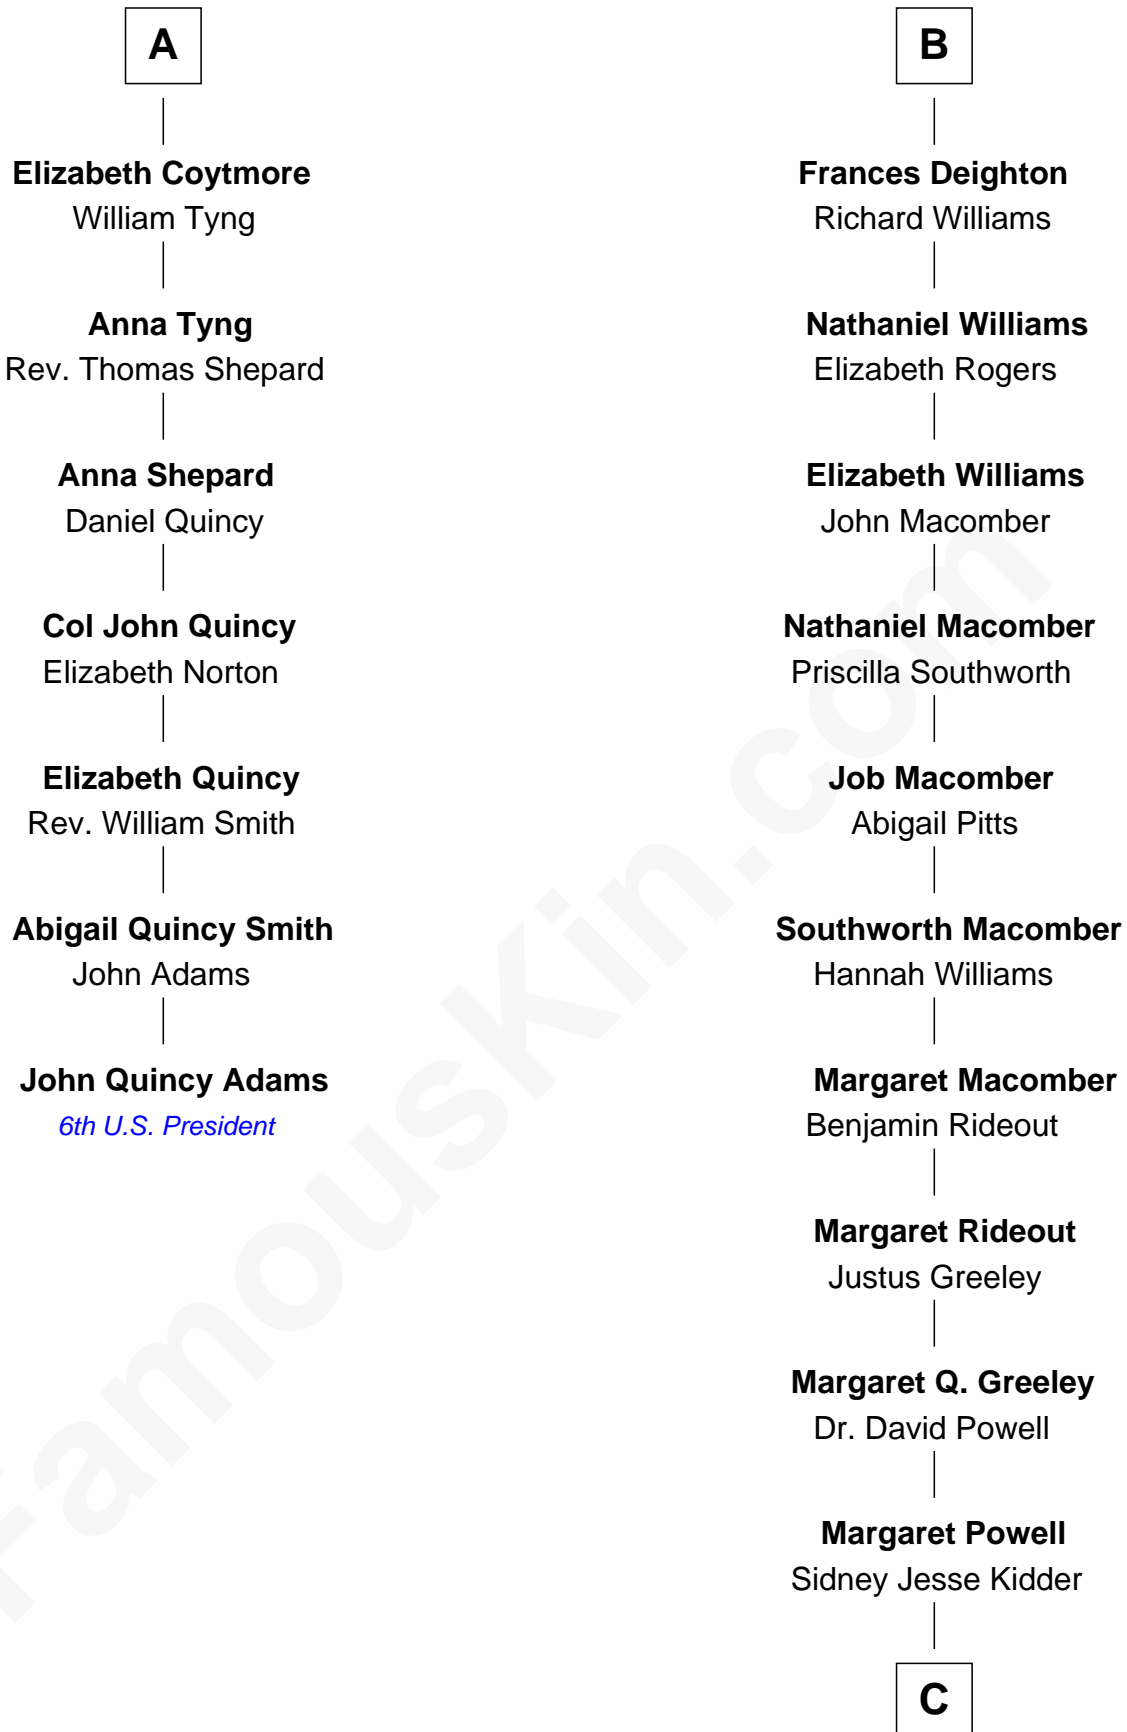 A
Elizabeth Coytmore
William Tyng
Anna Tyng
Rev. Thomas Shepard
Anna Shepard
Daniel Quincy
Col John Quincy
Elizabeth Norton
Elizabeth Quincy
Rev. William Smith
Abigail Quincy Smith
John Adams
John Quincy Adams
6th U.S. President
B
Frances Deighton
Richard Williams
Nathaniel Williams
Elizabeth Rogers
Elizabeth Williams
John Macomber
Nathaniel Macomber
Priscilla Southworth
Job Macomber
Abigail Pitts
Southworth Macomber
Hannah Williams
Margaret Macomber
Benjamin Rideout
Margaret Rideout
Justus Greeley
Margaret Q. Greeley
Dr. David Powell
Margaret Powell
Sidney Jesse Kidder
C
FamousKin.com